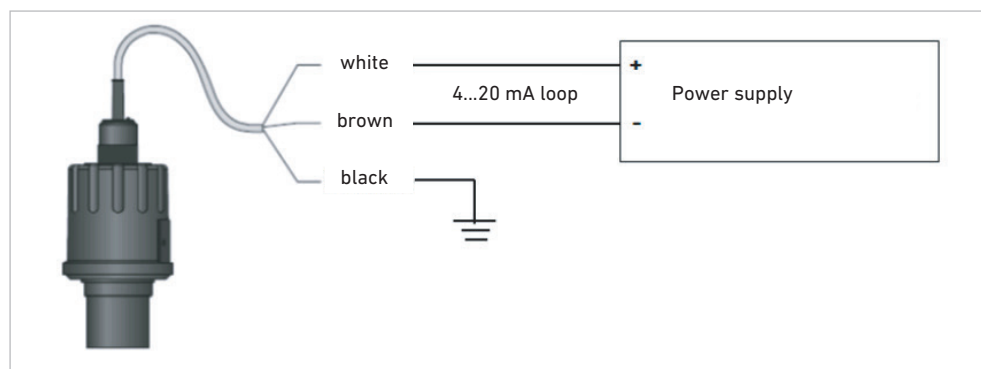 white
+
4...20 mA loop
Power supply
brown
-
black